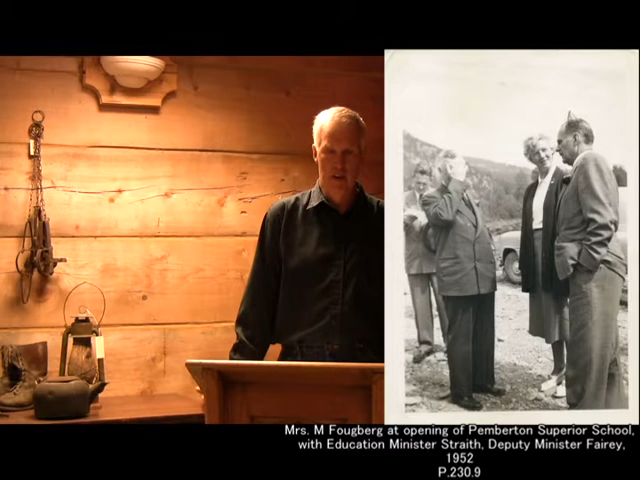 Mrs. M Fougberg at opening of Pemberton Superior School,
with Education Minister Straith, Deputy Minister Fairey,
1952
P.230.9